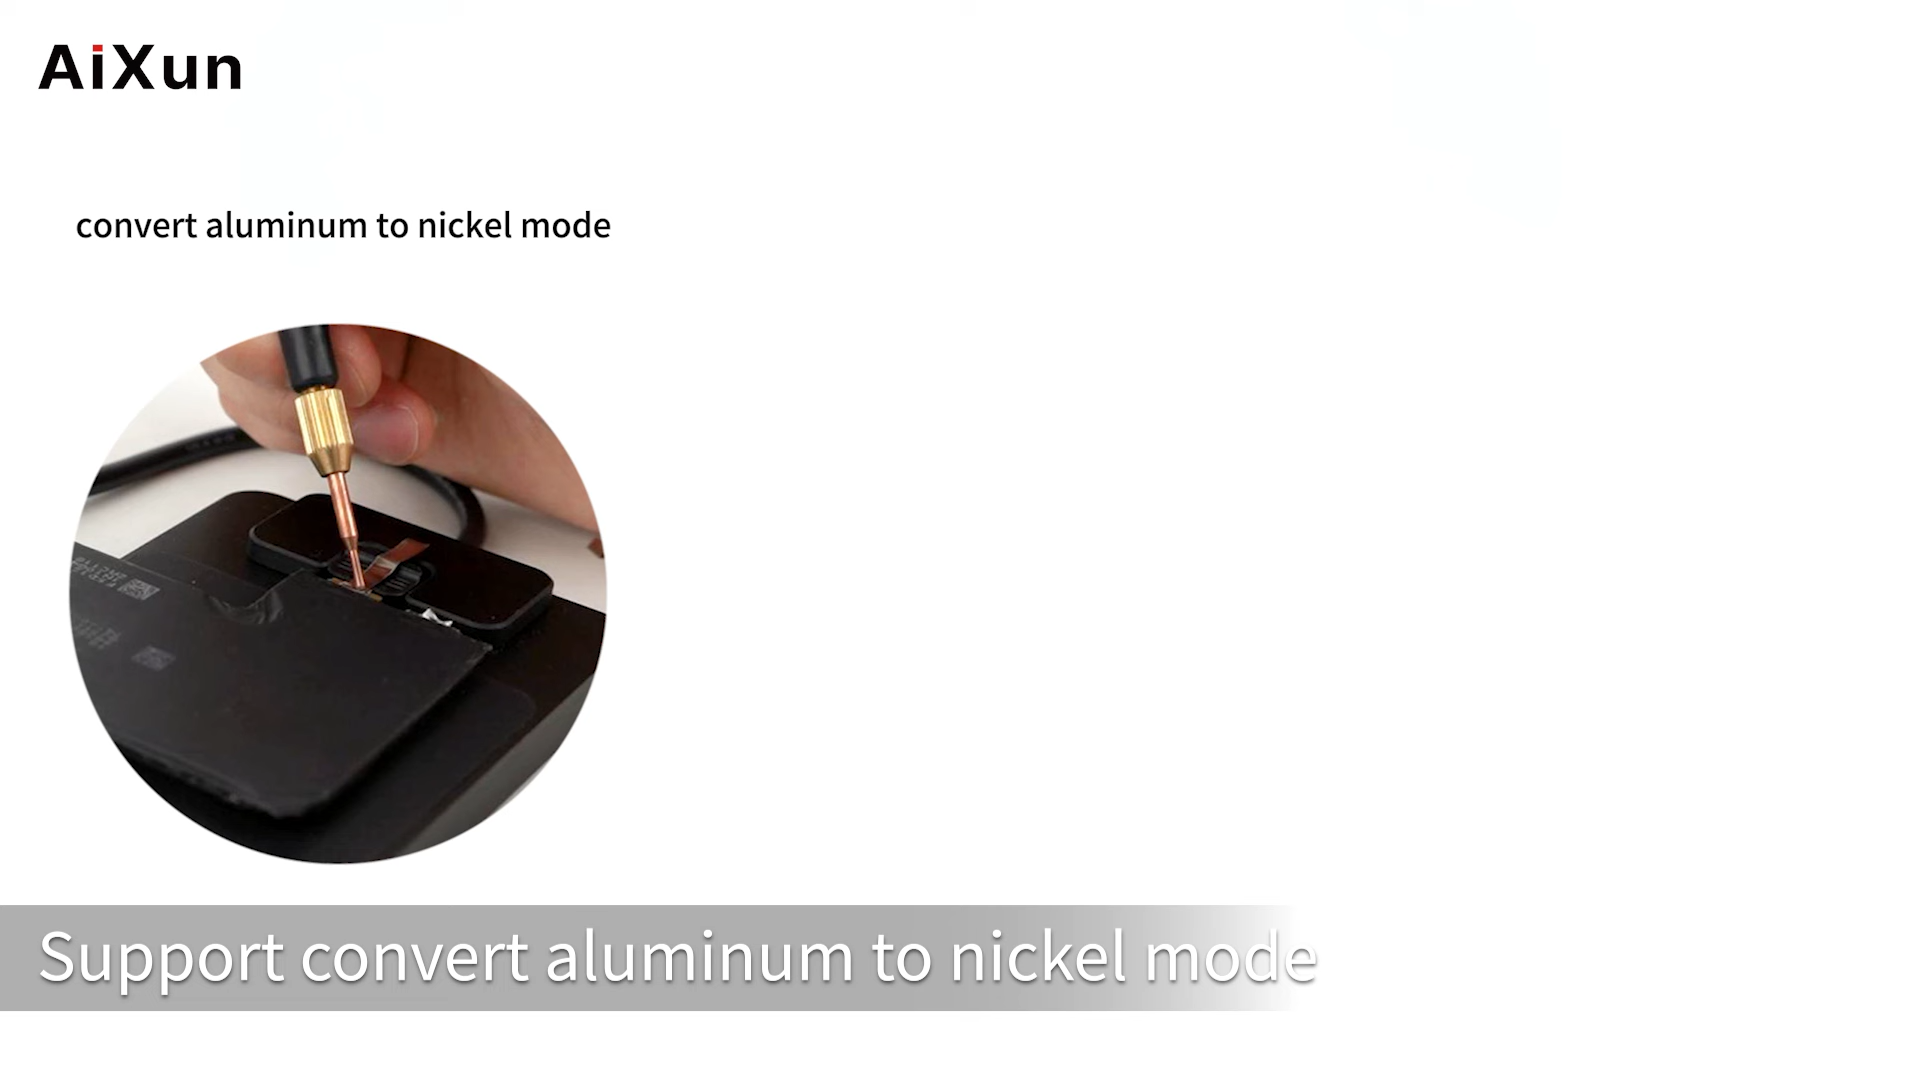 AiXun
convert aluminum to nickel mode
Support convert aluminum to nickel mode